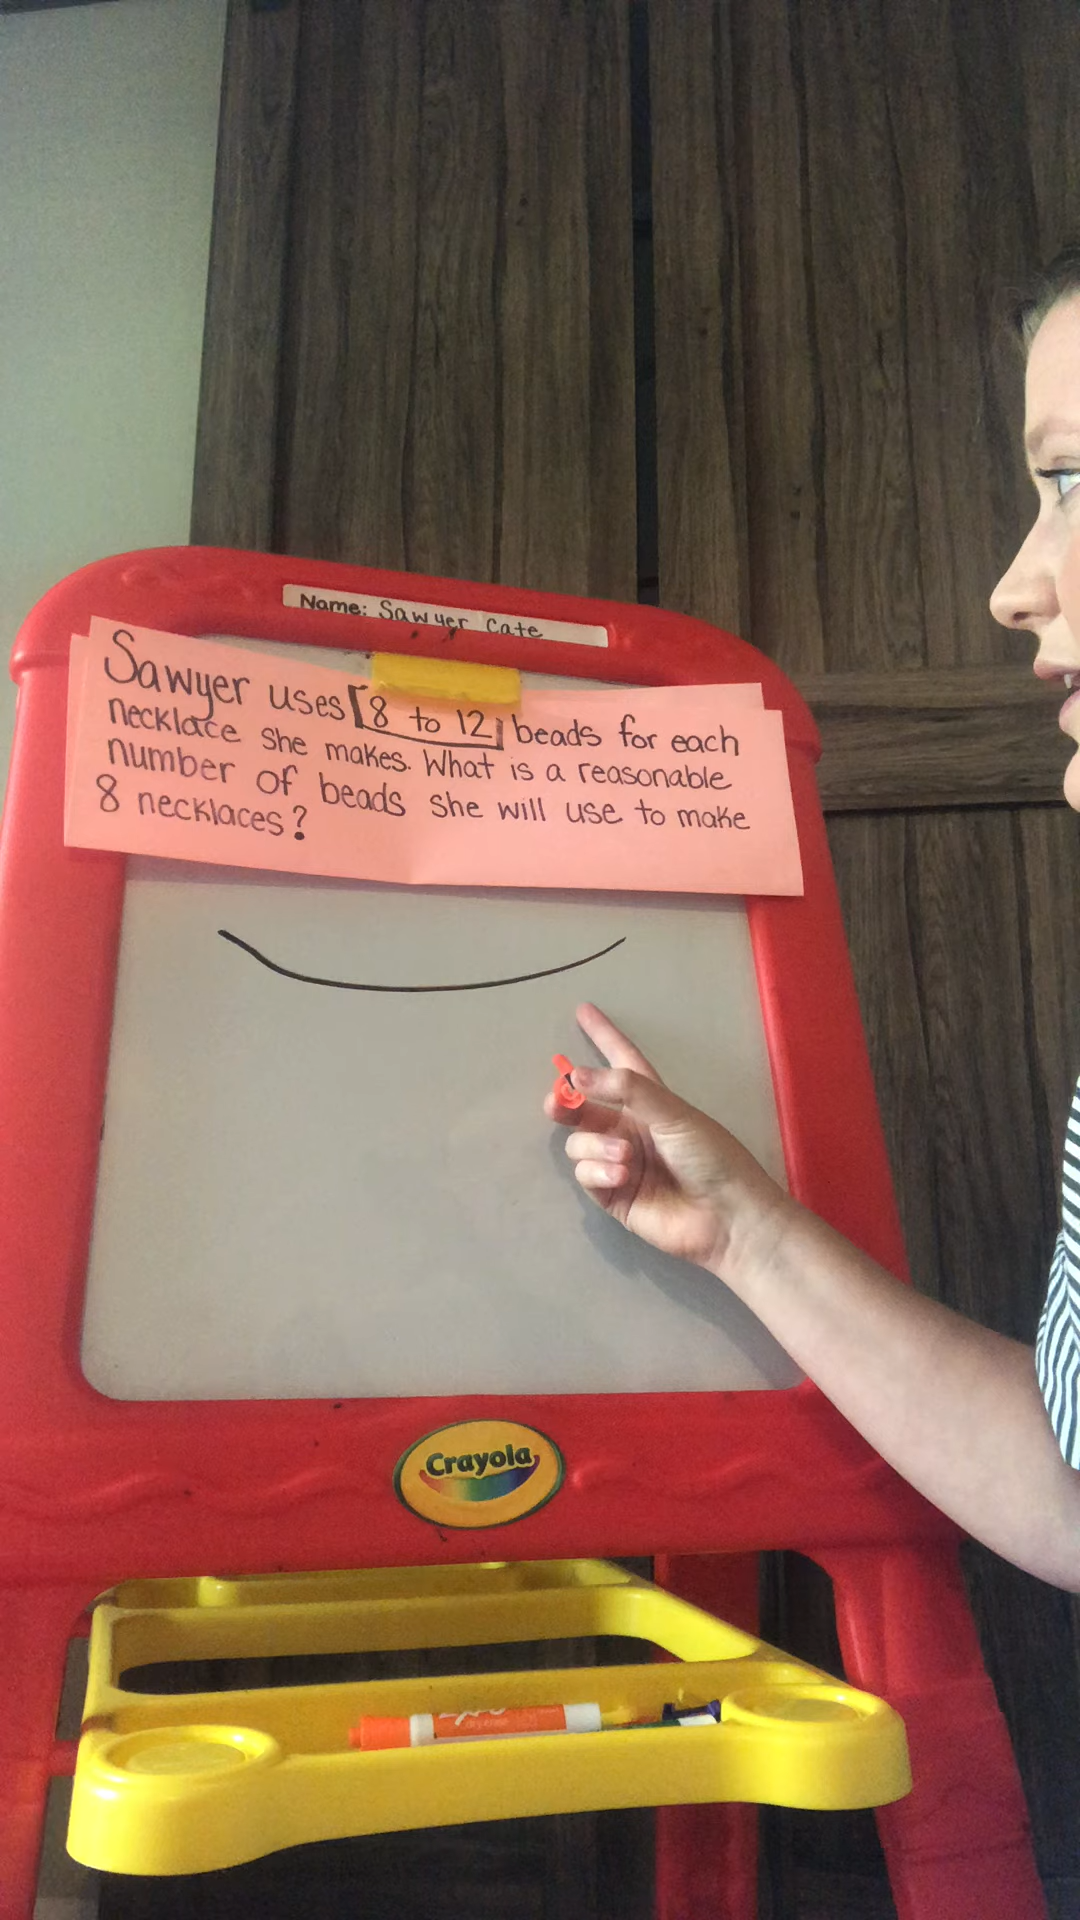 Name: Sawyer Cate
Sawyer uses [8 to 12] beads for each
necklace she makes. What is a reasonable
number of beads she will use to make
8 necklaces?
Crayola